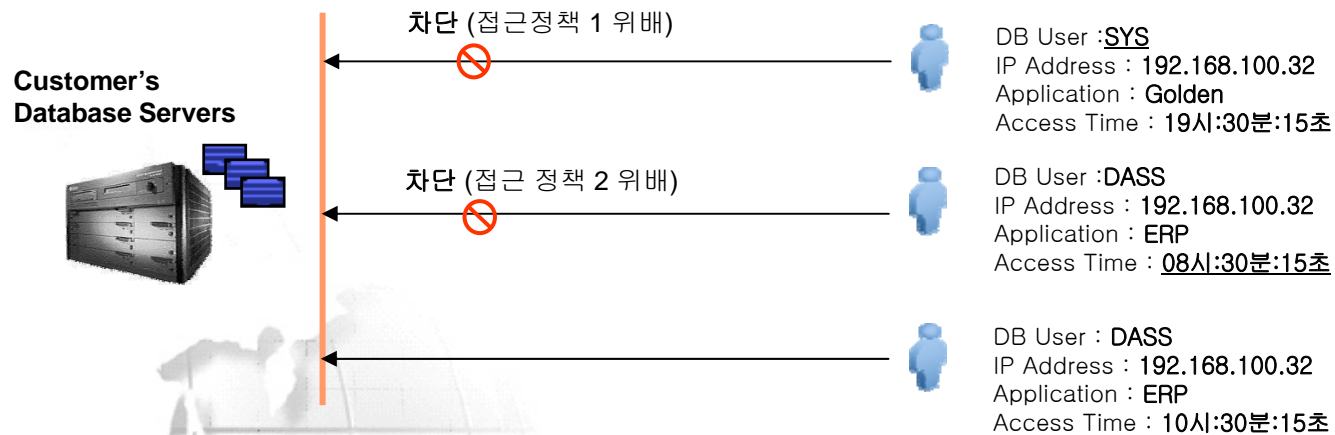 차단 (접근정책 1 위배)
DB User :SYS
IP Address : 192.168.100.32
Application : Golden
Access Time : 19시:30분:15초
Customer's
Database Servers
차단 (접근 정책 2 위배)
DB User :DASS
IP Address : 192.168.100.32
Application : ERP
Access Time : 08시:30분:15초
DB User : DASS
IP Address : 192.168.100.32
Application : ERP
Access Time : 10시:30분:15초